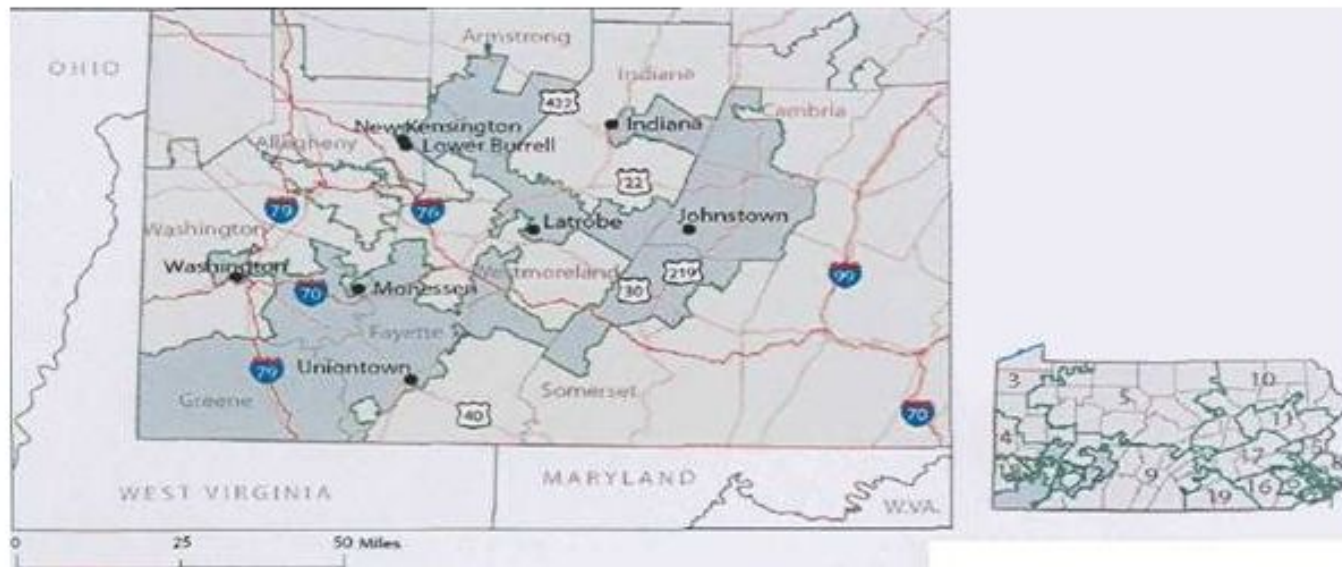 Armstrong
OHIO
Indiana
422
Cambria
New Kensington
Indiana
Allegheny
Lower Burrell
22
79
76
Latrobe
Johnstown
Washington
Washington
Westmoreland
219
99
70
Monessen
30
Fayette
79
Uniontown
Somerset
Greene
40
70
MARYLAND
WEST VIRGINIA
W.VA.
0 25 50 Miles
3
10
5
11
4
17
9
16
19